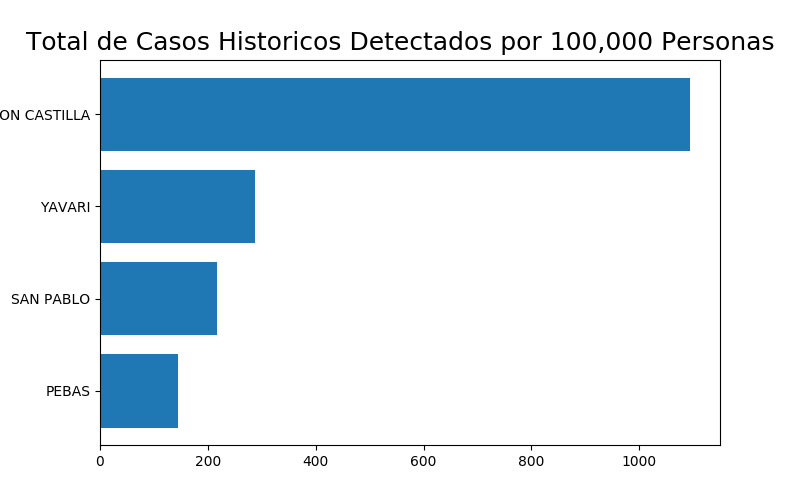 Total de Casos Historicos Detectados por 100,000 Personas
ON CASTILLA
YAVARI
SAN PABLO
PEBAS
0 200 400 600 800 1000